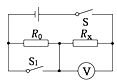 S
R₀ Rₓ
S₁ V